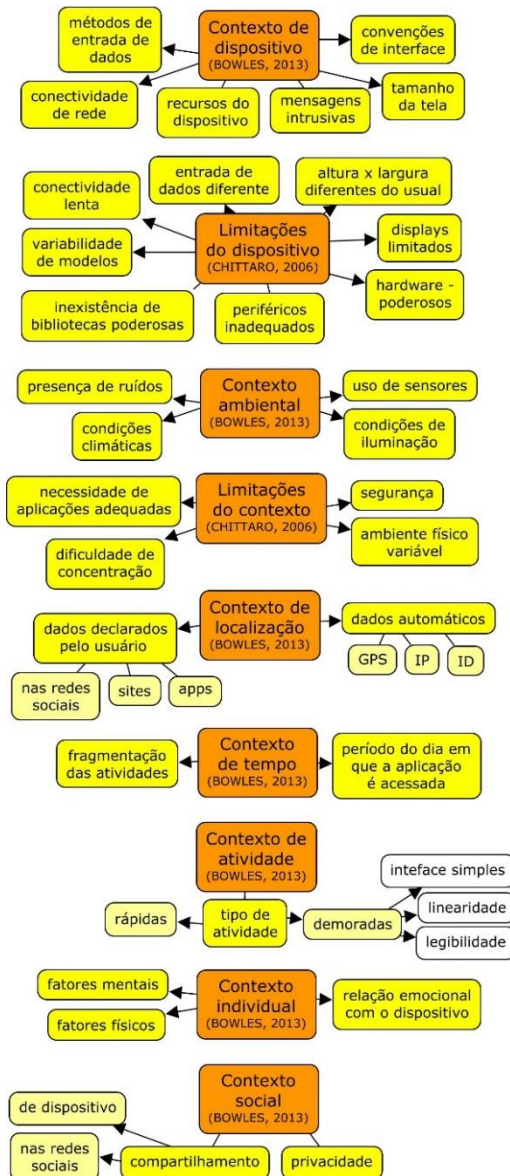 métodos de
entrada de
dados
Contexto de
dispositivo
(BOWLES, 2013)
convenções
de interface
conectividade
de rede
recursos do
dispositivo
mensagens
intrusivas
tamanho
da tela
conectividade
lenta
entrada de
dados diferente
altura x largura
diferentes do usual
variabilidade
de modelos
Limitações
do dispositivo
(CHITTARO, 2006)
displays
limitados
inexistência de
bibliotecas poderosas
periféricos
inadequados
hardware -
poderosos
presença de ruídos
Contexto
ambiental
(BOWLES, 2013)
uso de sensores
condições
climáticas
condições de
iluminação
necessidade de
aplicações adequadas
Limitações
do contexto
(CHITTARO, 2006)
segurança
dificuldade de
concentração
ambiente físico
variável
dados declarados
pelo usuário
Contexto de
localização
(BOWLES, 2013)
dados automáticos
GPS
IP
ID
nas redes
sociais
sites
apps
fragmentação
das atividades
Contexto
de tempo
(BOWLES, 2013)
período do dia em
que a aplicação
é acessada
Contexto de
atividade
(BOWLES, 2013)
rápidas
tipo de
atividade
demoradas
inteface simples
linearidade
legibilidade
fatores mentais
fatores físicos
Contexto
individual
(BOWLES, 2013)
relação emocional
com o dispositivo
Contexto
social
(BOWLES, 2013)
de dispositivo
nas redes
sociais
compartilhamento
privacidade